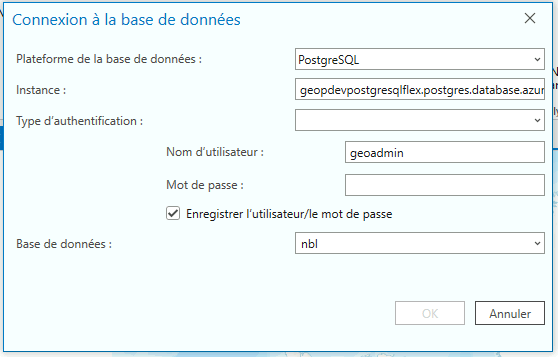 Connexion à la base de données
Plateforme de la base de données : PostgreSQL
Instance : geopdevpostgresqlflex.postgres.database.azur
Type d'authentification :
Nom d'utilisateur : geoadmin
Mot de passe :
Enregistrer l'utilisateur/le mot de passe
Base de données : nbl
OK Annuler